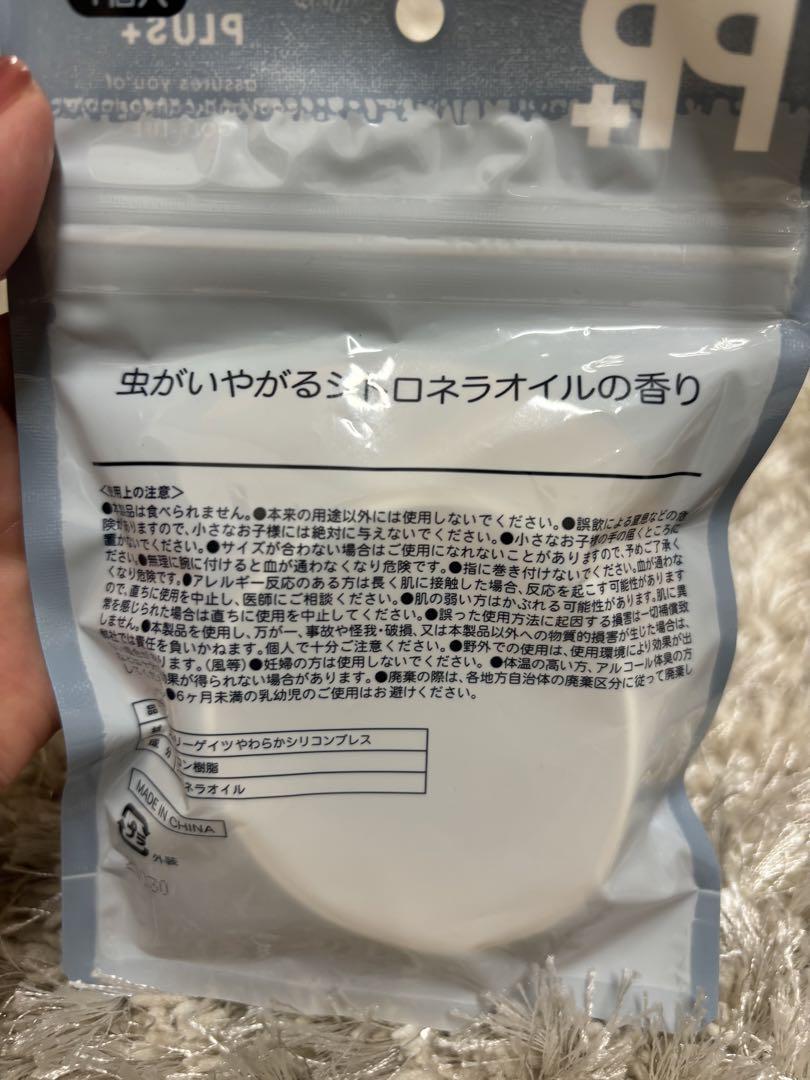 PLUS+
PP+
assures you of
虫がいやがるシトロネラオイルの香り
用上の注意>
品は食べられません。●本来の用途以外には使用しないでください。●誤飲による窒息などの危
険がありますので、小さなお子様には絶対に与えないでください。●小さなお子様の手の届くところに
置かないでください。●サイズが合わない場合はご使用になれないことがありますので、予めご了承く
ださい。●無理に腕に付けると血が通わなくなり危険です。●指に巻き付けないでください。血が通わな
くなり危険です。●アレルギー反応のある方は長く肌に接触した場合、反応を起こす可能性があります
ので、直ちに使用を中止し、医師にご相談ください。●肌の弱い方はかぶれる可能性があります。肌に異
常を感じられた場合は直ちに使用を中止してください。●誤った使用方法に起因する損害は一切補償致
しません。●本製品を使用し、万が一、事故や怪我・破損、又は本製品以外への物質的損害が生じた場合は、
社では責任を負いかねます。個人で十分ご注意ください。●野外での使用は、使用環境により効果が出
ります。(風等)●妊婦の方は使用しないでください。●体温の高い方、アルコール体臭の方
果が得られない場合があります。●廃棄の際は、各地方自治体の廃棄区分に従って廃棄し
●6ヶ月未満の乳幼児のご使用はお避けください。
品
リーゲイツやわらかシリコンブレス
ン樹脂
成分 ネラオイル
MADE IN CHINA
プラ
外装